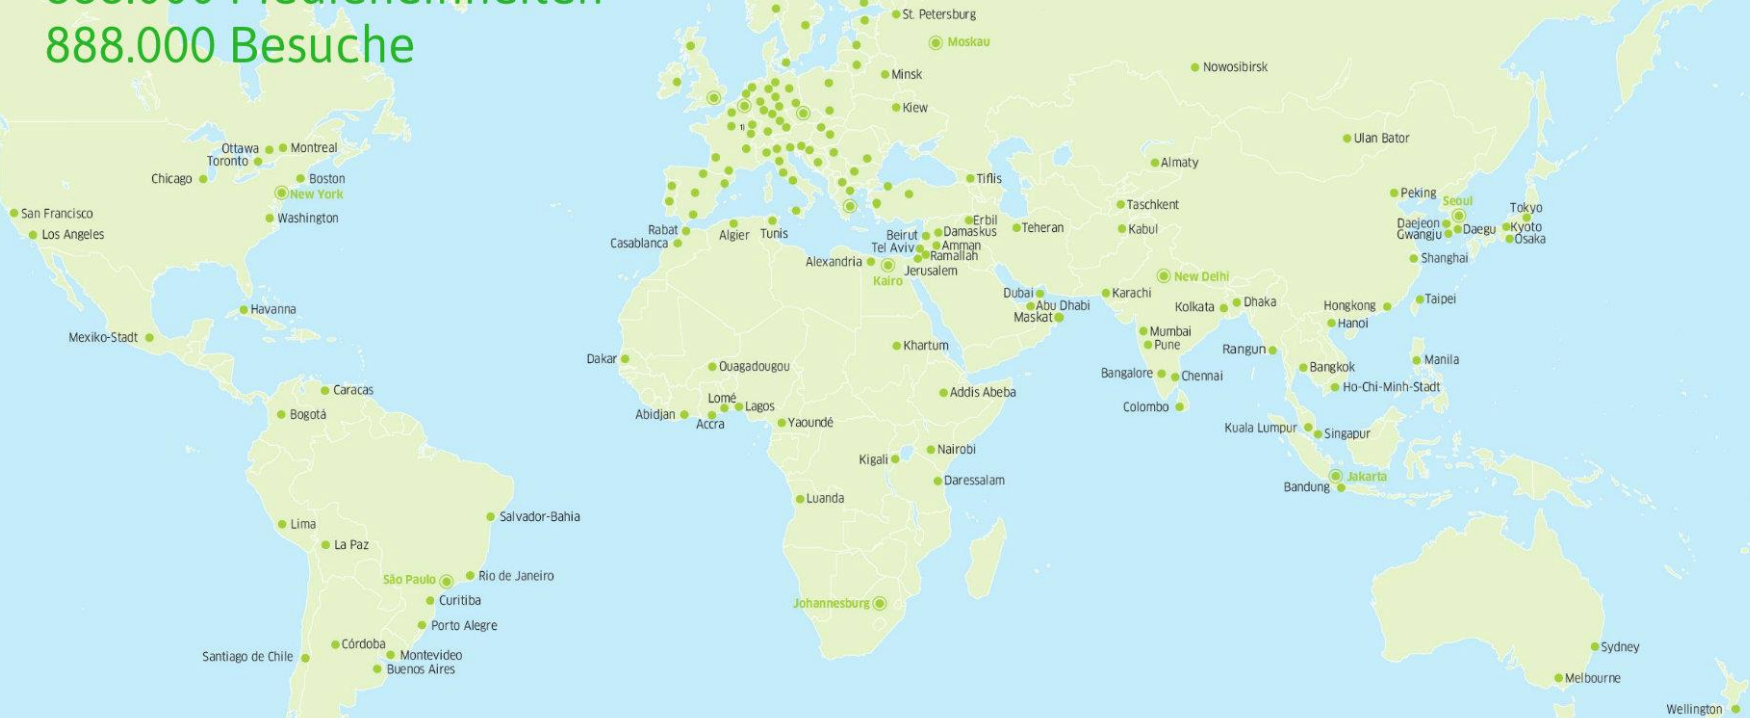 888.000 Medieneinheiten
888.000 Besuche
St. Petersburg
Moskau
Minsk
Nowosibirsk
Kiew
Ulan Bator
Ottawa
Montreal
Toronto
Chicago
Boston
New York
San Francisco
Washington
Los Angeles
Havanna
Mexiko-Stadt
Caracas
Bogotá
Lima
Salvador-Bahia
La Paz
São Paulo
Rio de Janeiro
Curitiba
Porto Alegre
Córdoba
Santiago de Chile
Montevideo
Buenos Aires
1)
Tiflis
Almaty
Taschkent
Kabul
Rabat
Casablanca
Algier
Tunis
Erbil
Teheran
Beirut
Damaskus
Tel Aviv
Amman
Ramallah
Jerusalem
Alexandria
Kairo
Dubai
Abu Dhabi
Maskat
Karachi
New Delhi
Kolkata
Dhaka
Mumbai
Pune
Bangalore
Chennai
Colombo
Peking
Seoul
Tokyo
Daejeon
Gwangju
Daegu
Kyoto
Osaka
Shanghai
Taipei
Hongkong
Hanoi
Rangun
Bangkok
Manila
Ho-Chi-Minh-Stadt
Kuala Lumpur
Singapur
Jakarta
Bandung
Khartum
Dakar
Ouagadougou
Addis Abeba
Lomé
Lagos
Abidjan
Accra
Yaoundé
Nairobi
Kigali
Daressalam
Luanda
Johannesburg
Sydney
Melbourne
Wellington